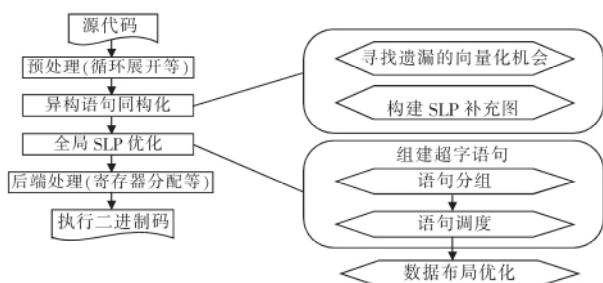 源代码
预处理(循环展开等)
异构语句同构化
全局 SLP 优化
后端处理(寄存器分配等)
执行二进制码
寻找遗漏的向量化机会
构建 SLP 补充图
组建超字语句
语句分组
语句调度
数据布局优化